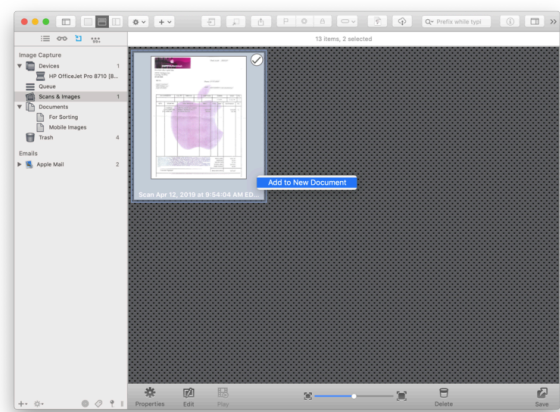 Prefix while typi
13 items, 2 selected
Image Capture
Devices 1
HP OfficeJet Pro 8710 [8...
Queue
Scans & Images 1
Documents
For Sorting
Mobile Images
Trash 4
Emails
Apple Mail 2
Add to New Document
Scan Apr 12, 2019 at 9:54:04 AM ED...
Properties
Edit
Play
Delete
Save